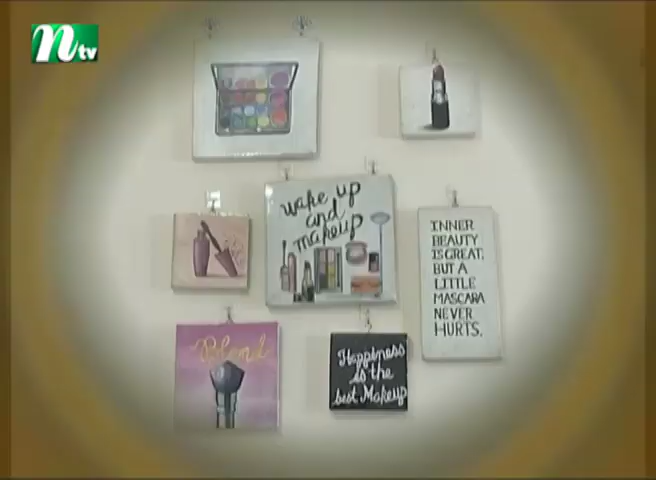 ntv
wake up
and
makeup
INNER
BEAUTY
IS GREAT,
BUT A
LITTLE
MASCARA
NEVER
HURTS.
Blend
Happiness
is the
best Makeup